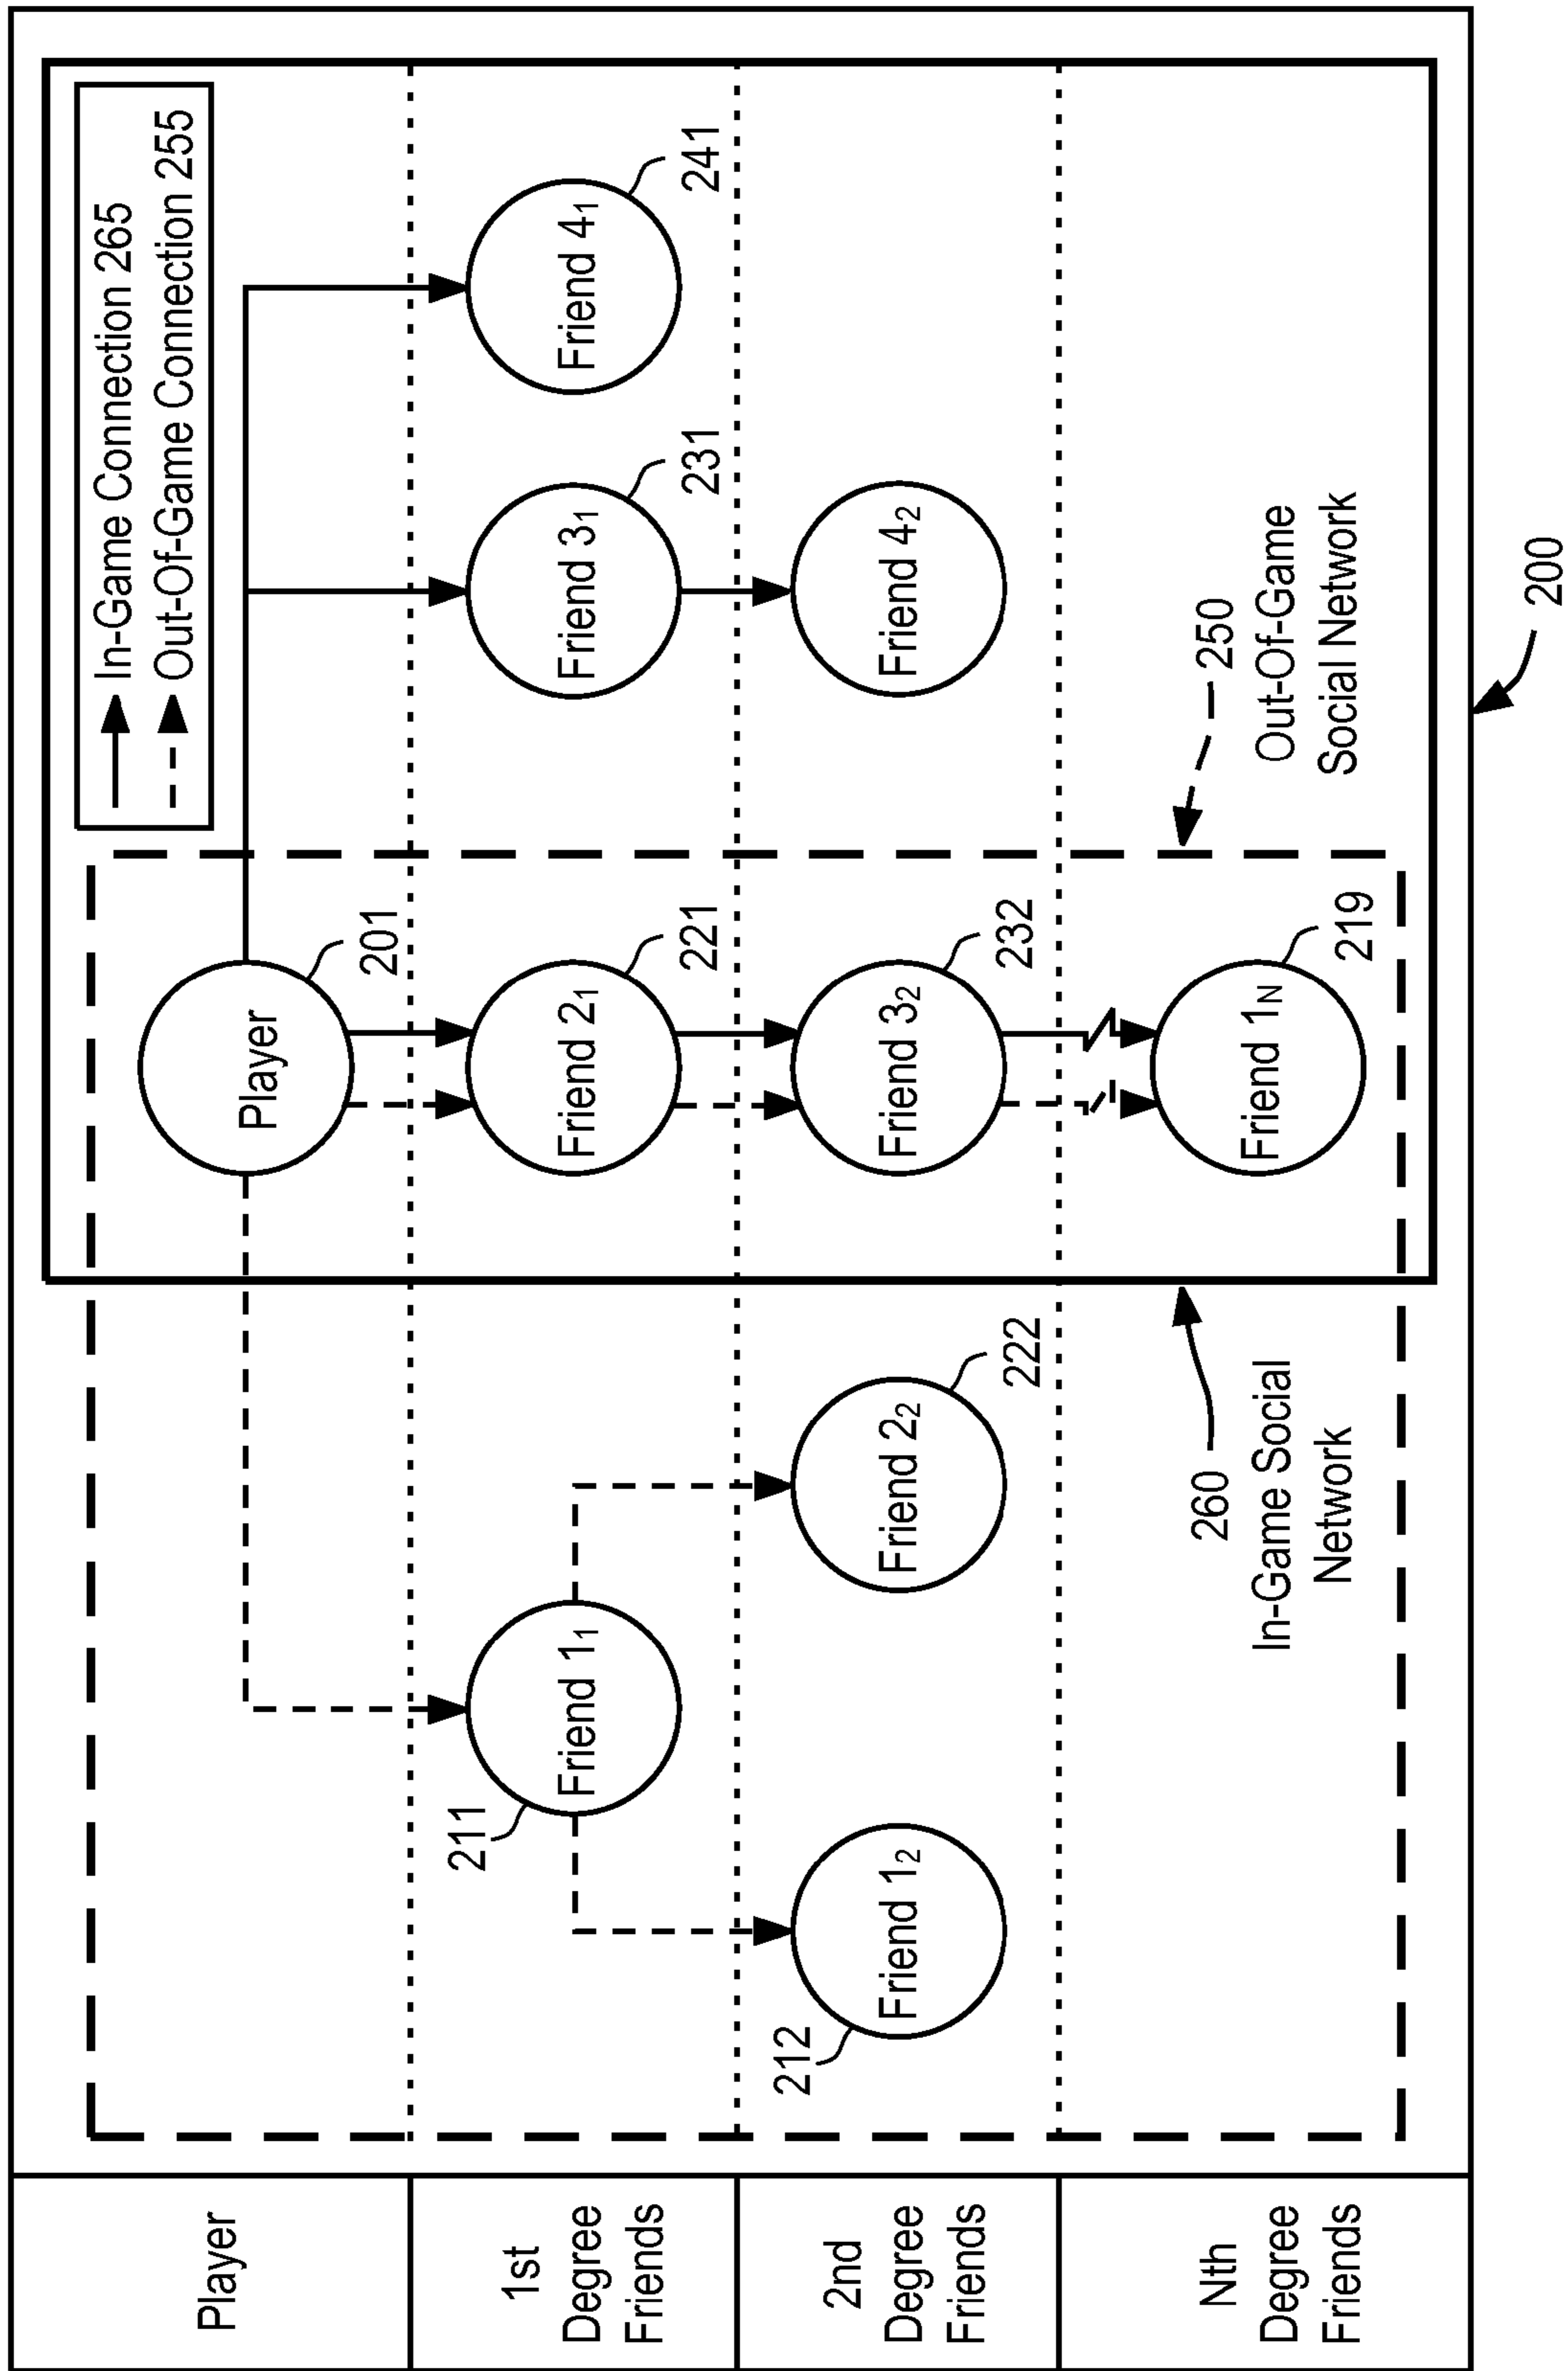 Player
1st
Degree
Friends
2nd
Degree
Friends
Nth
Degree
Friends
In-Game Connection 265
Out-Of-Game Connection 255
Player
201
Friend 1₁
211
Friend 2₁
221
Friend 3₁
231
Friend 4₁
241
Friend 1₂
212
Friend 2₂
222
Friend 3₂
232
Friend 4₂
Friend 1N
219
260
In-Game Social
Network
250
Out-Of-Game
Social Network
200